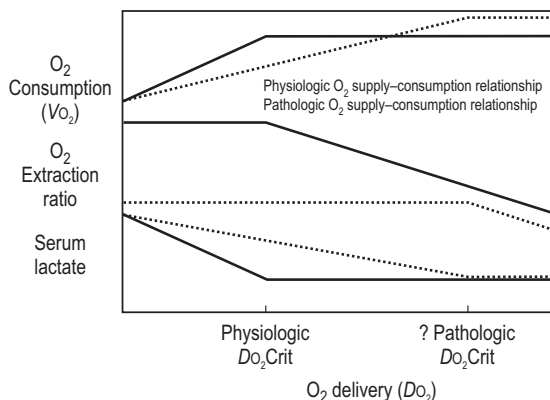 O₂
Consumption
(VO₂)
Physiologic O₂ supply–consumption relationship
Pathologic O₂ supply–consumption relationship
O₂
Extraction
ratio
Serum
lactate
Physiologic
DO₂Crit
? Pathologic
DO₂Crit
O₂ delivery (DO₂)